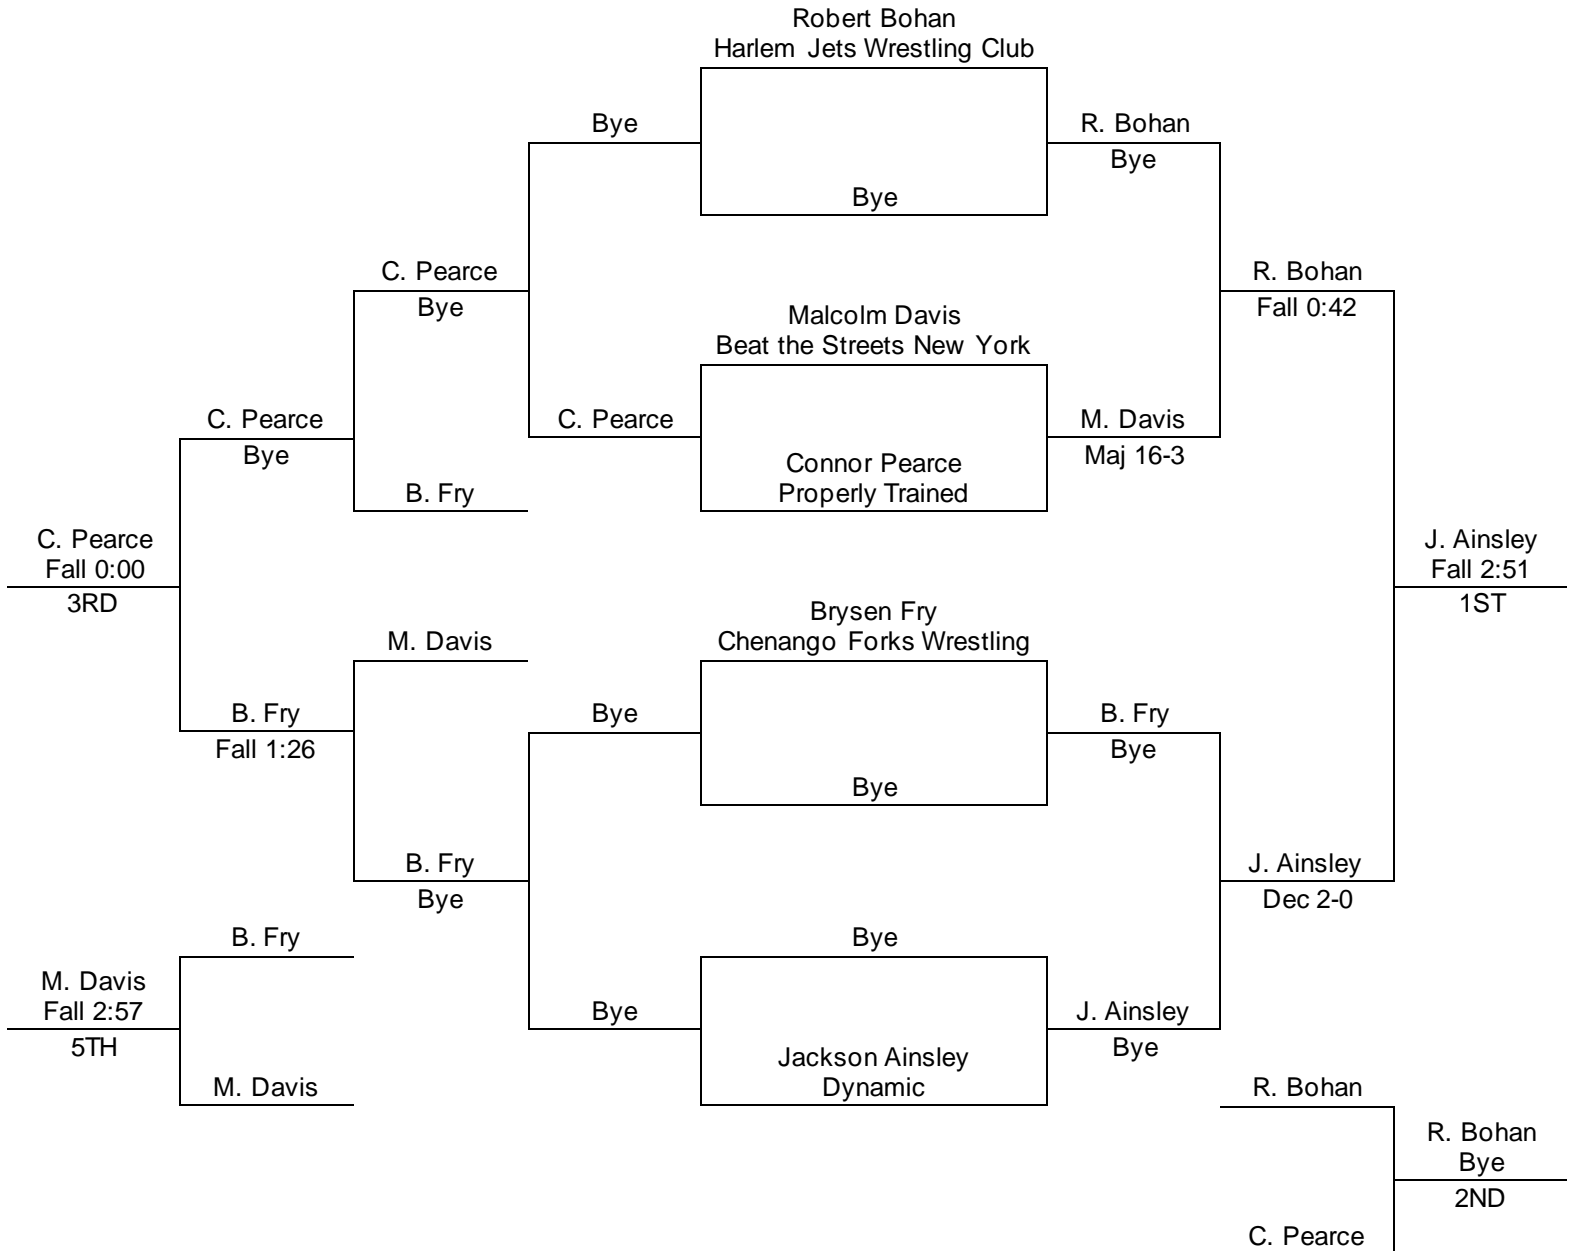 Robert Bohan
Harlem Jets Wrestling Club
Bye
R. Bohan
Bye
Bye
C. Pearce
Bye
R. Bohan
Fall 0:42
Malcolm Davis
Beat the Streets New York
C. Pearce
Bye
C. Pearce
M. Davis
Maj 16-3
Connor Pearce
Properly Trained
B. Fry
C. Pearce
Fall 0:00
3RD
J. Ainsley
Fall 2:51
1ST
Brysen Fry
Chenango Forks Wrestling
M. Davis
B. Fry
Fall 1:26
Bye
B. Fry
Bye
Bye
B. Fry
Bye
J. Ainsley
Dec 2-0
B. Fry
Bye
M. Davis
Fall 2:57
5TH
Bye
J. Ainsley
Bye
Jackson Ainsley
Dynamic
M. Davis
R. Bohan
R. Bohan
Bye
2ND
C. Pearce